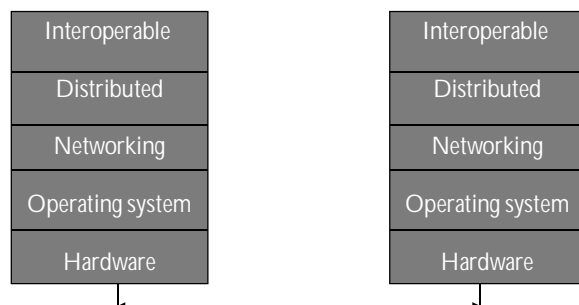 Interoperable
Distributed
Networking
Operating system
Hardware
Interoperable
Distributed
Networking
Operating system
Hardware